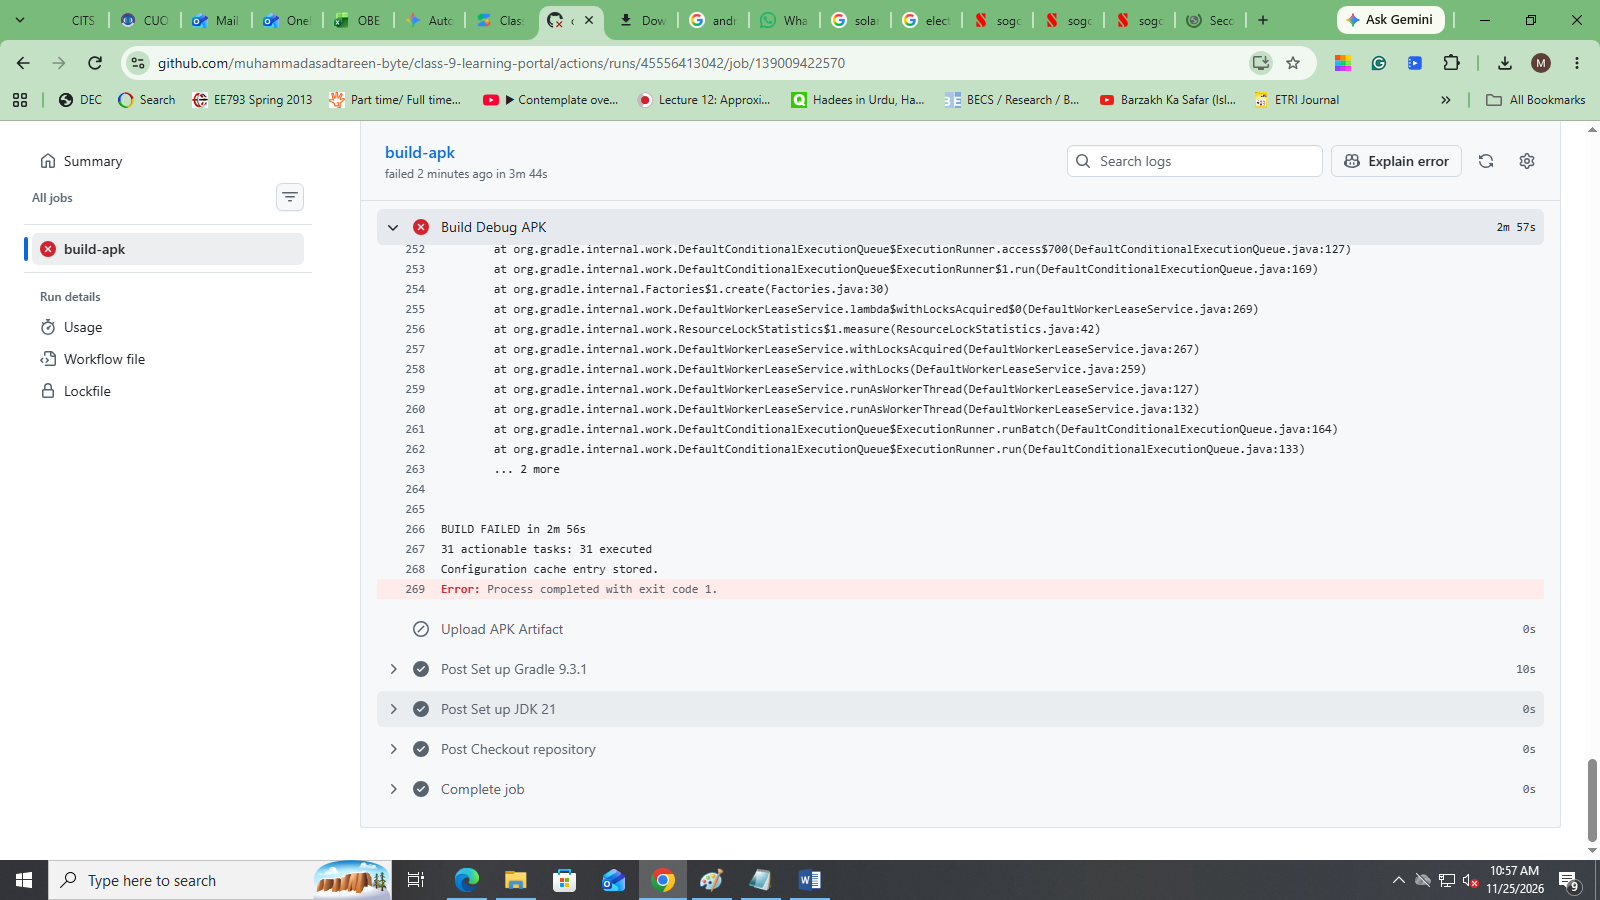 CITS
CUO
Mail
One
OBE
Auto
Class
Dow
andr
Wha
solar
elect
sogo
sogo
sogo
Seco
Ask Gemini
github.com/muhammadasadtareen-byte/class-9-learning-portal/actions/runs/45556413042/job/139009422570
M
DEC
Search
EE793 Spring 2013
Part time/ Full time...
▶ Contemplate ove...
Lecture 12: Approxi...
Hadees in Urdu, Ha...
BECS / Research / B...
Barzakh Ka Safar (Isl...
ETRI Journal
»
All Bookmarks
Summary
All jobs
build-apk
Run details
Usage
Workflow file
Lockfile
build-apk
failed 2 minutes ago in 3m 44s
Search logs
Explain error
Build Debug APK
2m 57s
252 at org.gradle.internal.work.DefaultConditionalExecutionQueue$ExecutionRunner.access$700(DefaultConditionalExecutionQueue.java:127)
253 at org.gradle.internal.work.DefaultConditionalExecutionQueue$ExecutionRunner$1.run(DefaultConditionalExecutionQueue.java:169)
254 at org.gradle.internal.Factories$1.create(Factories.java:30)
255 at org.gradle.internal.work.DefaultWorkerLeaseService.lambda$withLocksAcquired$0(DefaultWorkerLeaseService.java:269)
256 at org.gradle.internal.work.ResourceLockStatistics$1.measure(ResourceLockStatistics.java:42)
257 at org.gradle.internal.work.DefaultWorkerLeaseService.withLocksAcquired(DefaultWorkerLeaseService.java:267)
258 at org.gradle.internal.work.DefaultWorkerLeaseService.withLocks(DefaultWorkerLeaseService.java:259)
259 at org.gradle.internal.work.DefaultWorkerLeaseService.runAsWorkerThread(DefaultWorkerLeaseService.java:127)
260 at org.gradle.internal.work.DefaultWorkerLeaseService.runAsWorkerThread(DefaultWorkerLeaseService.java:132)
261 at org.gradle.internal.work.DefaultConditionalExecutionQueue$ExecutionRunner.runBatch(DefaultConditionalExecutionQueue.java:164)
262 at org.gradle.internal.work.DefaultConditionalExecutionQueue$ExecutionRunner.run(DefaultConditionalExecutionQueue.java:133)
263 ... 2 more
264
265
266 BUILD FAILED in 2m 56s
267 31 actionable tasks: 31 executed
268 Configuration cache entry stored.
269 Error: Process completed with exit code 1.
Upload APK Artifact 0s
Post Set up Gradle 9.3.1 10s
Post Set up JDK 21 0s
Post Checkout repository 0s
Complete job 0s
Type here to search
10:57 AM
11/25/2026
9